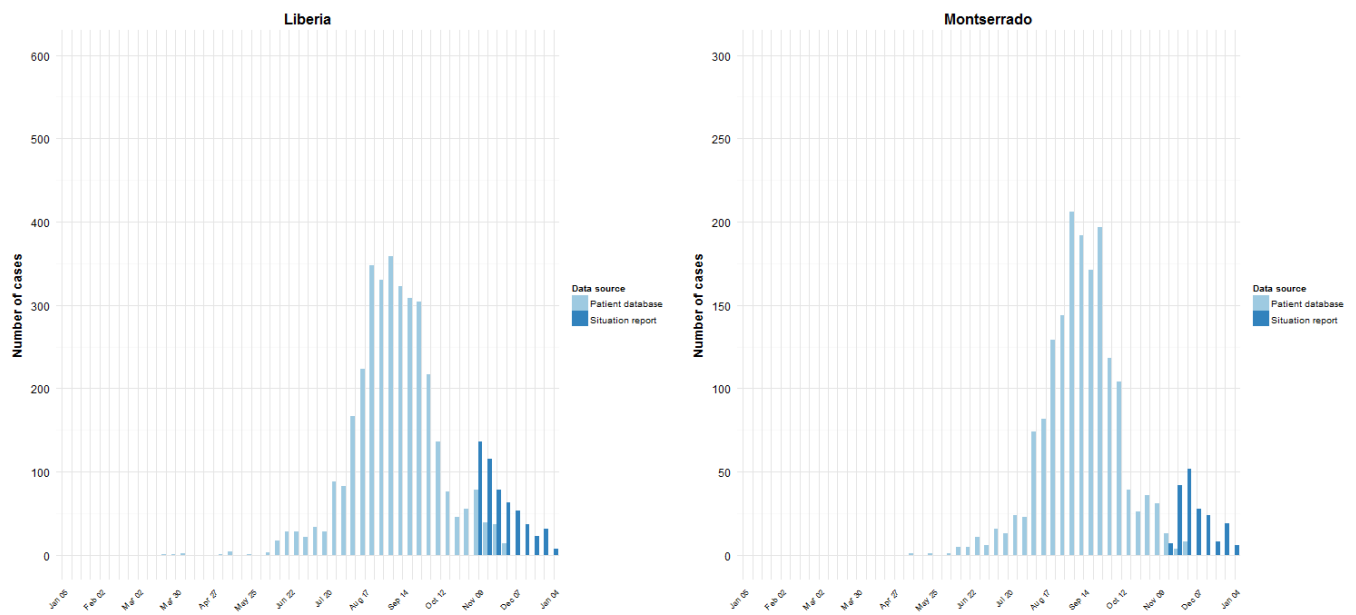 Liberia
Number of cases
600
500
400
300
200
100
0
Jan 05
Feb 02
Mar 02
Mar 30
Apr 27
May 25
Jun 22
Jul 20
Aug 17
Sep 14
Oct 12
Nov 09
Dec 07
Jan 04
Data source
Patient database
Situation report
Montserrado
Number of cases
300
250
200
150
100
50
0
Jan 05
Feb 02
Mar 02
Mar 30
Apr 27
May 25
Jun 22
Jul 20
Aug 17
Sep 14
Oct 12
Nov 09
Dec 07
Jan 04
Data source
Patient database
Situation report